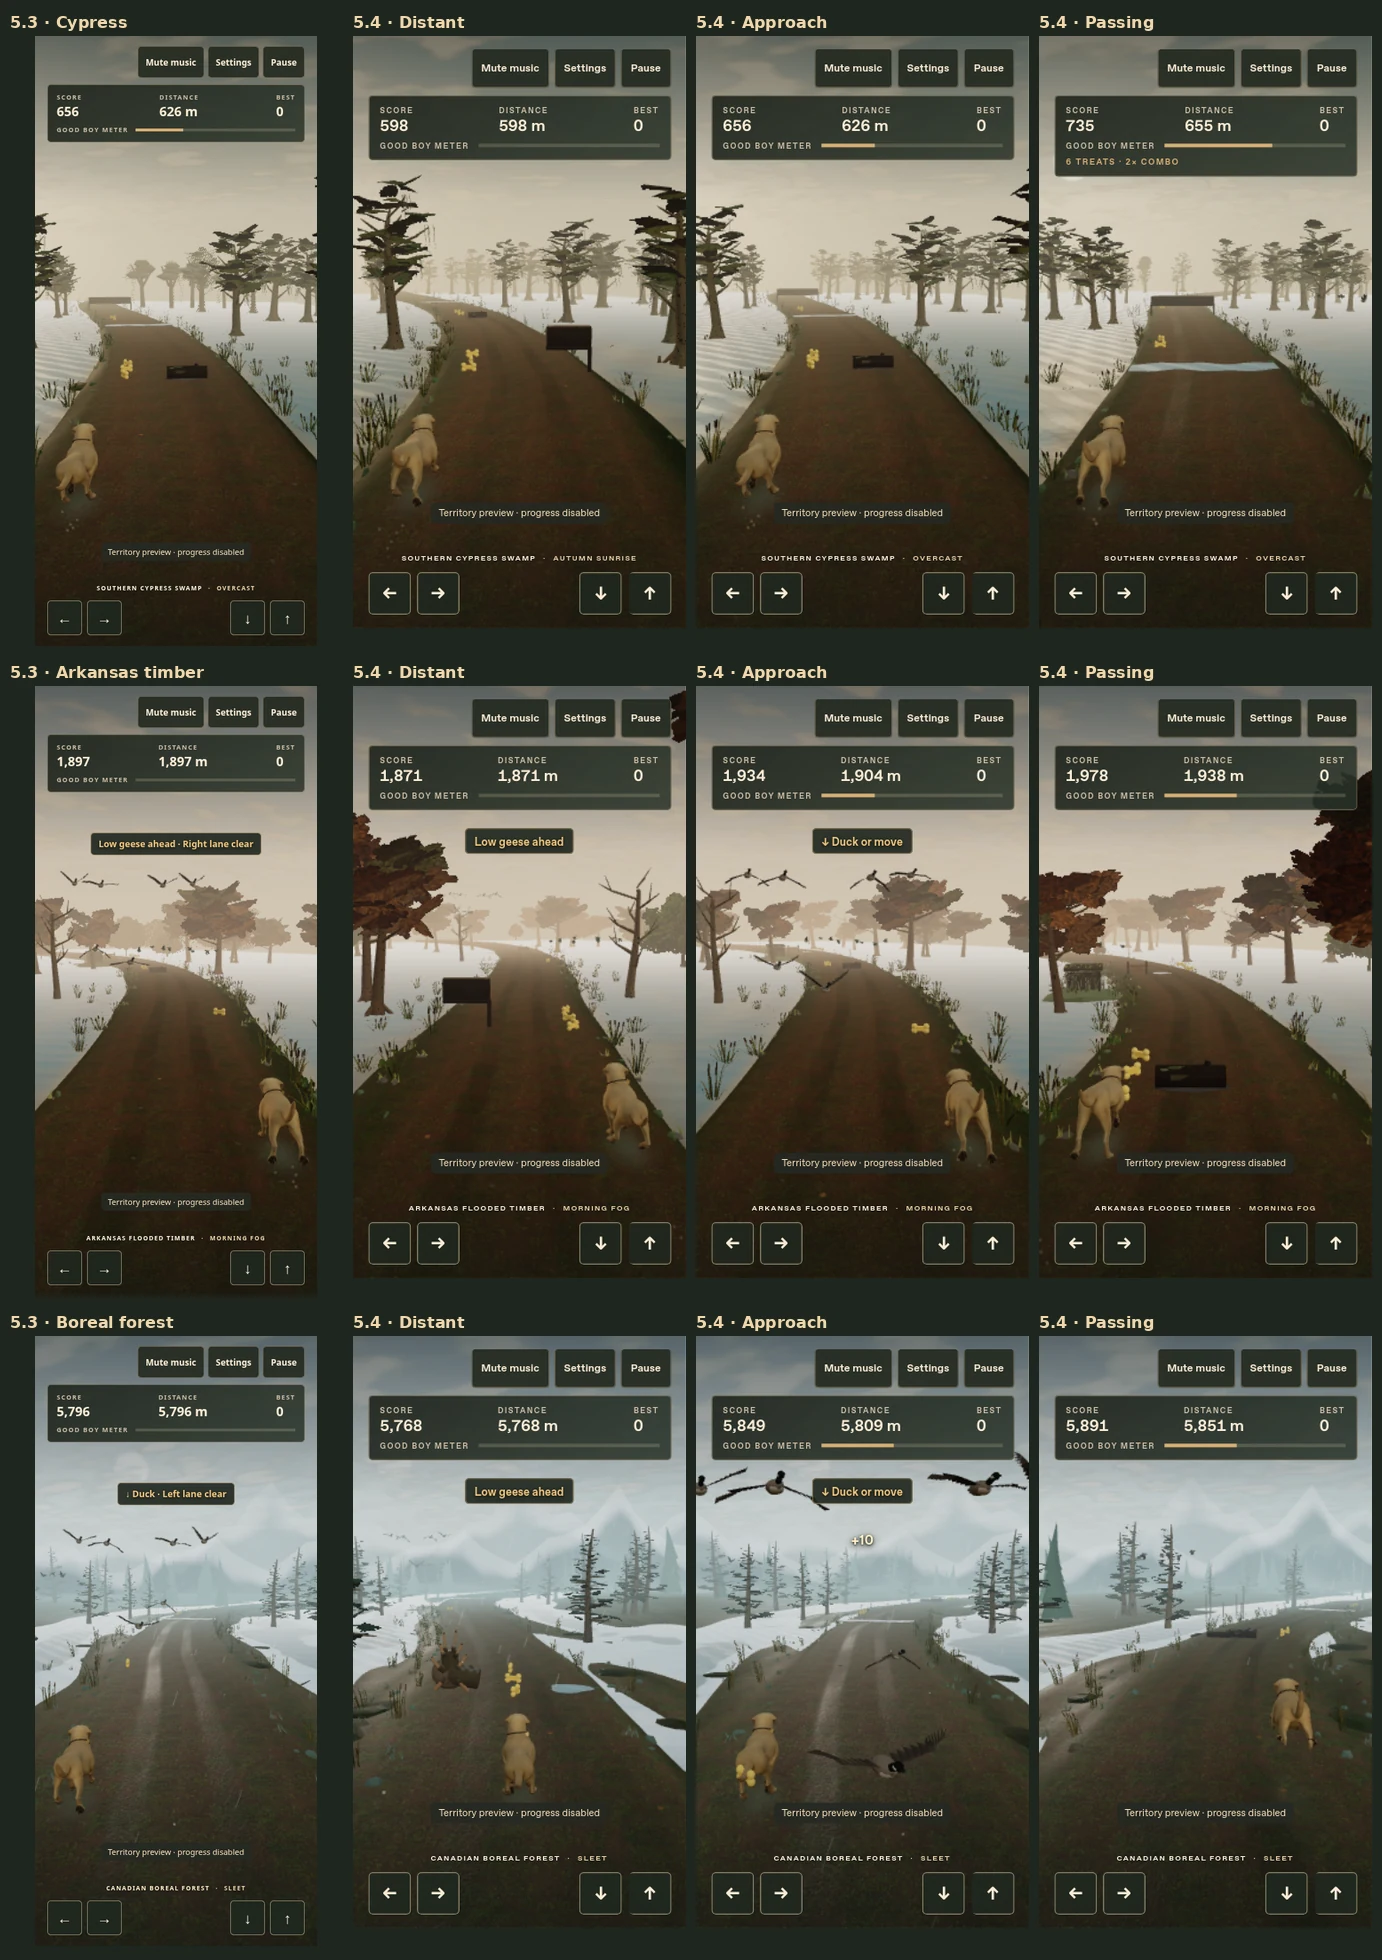 5.3 · Cypress
Mute music Settings Pause
SCORE DISTANCE BEST
656 626 m 0
GOOD BOY METER
Territory preview · progress disabled
SOUTHERN CYPRESS SWAMP · OVERCAST
← → ↓ ↑
5.4 · Distant
Mute music Settings Pause
SCORE DISTANCE BEST
598 598 m 0
GOOD BOY METER
Territory preview · progress disabled
SOUTHERN CYPRESS SWAMP · AUTUMN SUNRISE
← → ↓ ↑
5.4 · Approach
Mute music Settings Pause
SCORE DISTANCE BEST
656 626 m 0
GOOD BOY METER
Territory preview · progress disabled
SOUTHERN CYPRESS SWAMP · OVERCAST
← → ↓ ↑
5.4 · Passing
Mute music Settings Pause
SCORE DISTANCE BEST
735 655 m 0
GOOD BOY METER
6 TREATS · 2× COMBO
Territory preview · progress disabled
SOUTHERN CYPRESS SWAMP · OVERCAST
← → ↓ ↑
5.3 · Arkansas timber
Mute music Settings Pause
SCORE DISTANCE BEST
1,897 1,897 m 0
GOOD BOY METER
Low geese ahead · Right lane clear
Territory preview · progress disabled
ARKANSAS FLOODED TIMBER · MORNING FOG
← → ↓ ↑
5.4 · Distant
Mute music Settings Pause
SCORE DISTANCE BEST
1,871 1,871 m 0
GOOD BOY METER
Low geese ahead
Territory preview · progress disabled
ARKANSAS FLOODED TIMBER · MORNING FOG
← → ↓ ↑
5.4 · Approach
Mute music Settings Pause
SCORE DISTANCE BEST
1,934 1,904 m 0
GOOD BOY METER
↓ Duck or move
Territory preview · progress disabled
ARKANSAS FLOODED TIMBER · MORNING FOG
← → ↓ ↑
5.4 · Passing
Mute music Settings Pause
SCORE DISTANCE BEST
1,978 1,938 m 0
GOOD BOY METER
Territory preview · progress disabled
ARKANSAS FLOODED TIMBER · MORNING FOG
← → ↓ ↑
5.3 · Boreal forest
Mute music Settings Pause
SCORE DISTANCE BEST
5,796 5,796 m 0
GOOD BOY METER
↓ Duck · Left lane clear
Territory preview · progress disabled
CANADIAN BOREAL FOREST · SLEET
← → ↓ ↑
5.4 · Distant
Mute music Settings Pause
SCORE DISTANCE BEST
5,768 5,768 m 0
GOOD BOY METER
Low geese ahead
Territory preview · progress disabled
CANADIAN BOREAL FOREST · SLEET
← → ↓ ↑
5.4 · Approach
Mute music Settings Pause
SCORE DISTANCE BEST
5,849 5,809 m 0
GOOD BOY METER
↓ Duck or move
+10
Territory preview · progress disabled
CANADIAN BOREAL FOREST · SLEET
← → ↓ ↑
5.4 · Passing
Mute music Settings Pause
SCORE DISTANCE BEST
5,891 5,851 m 0
GOOD BOY METER
Territory preview · progress disabled
CANADIAN BOREAL FOREST · SLEET
← → ↓ ↑